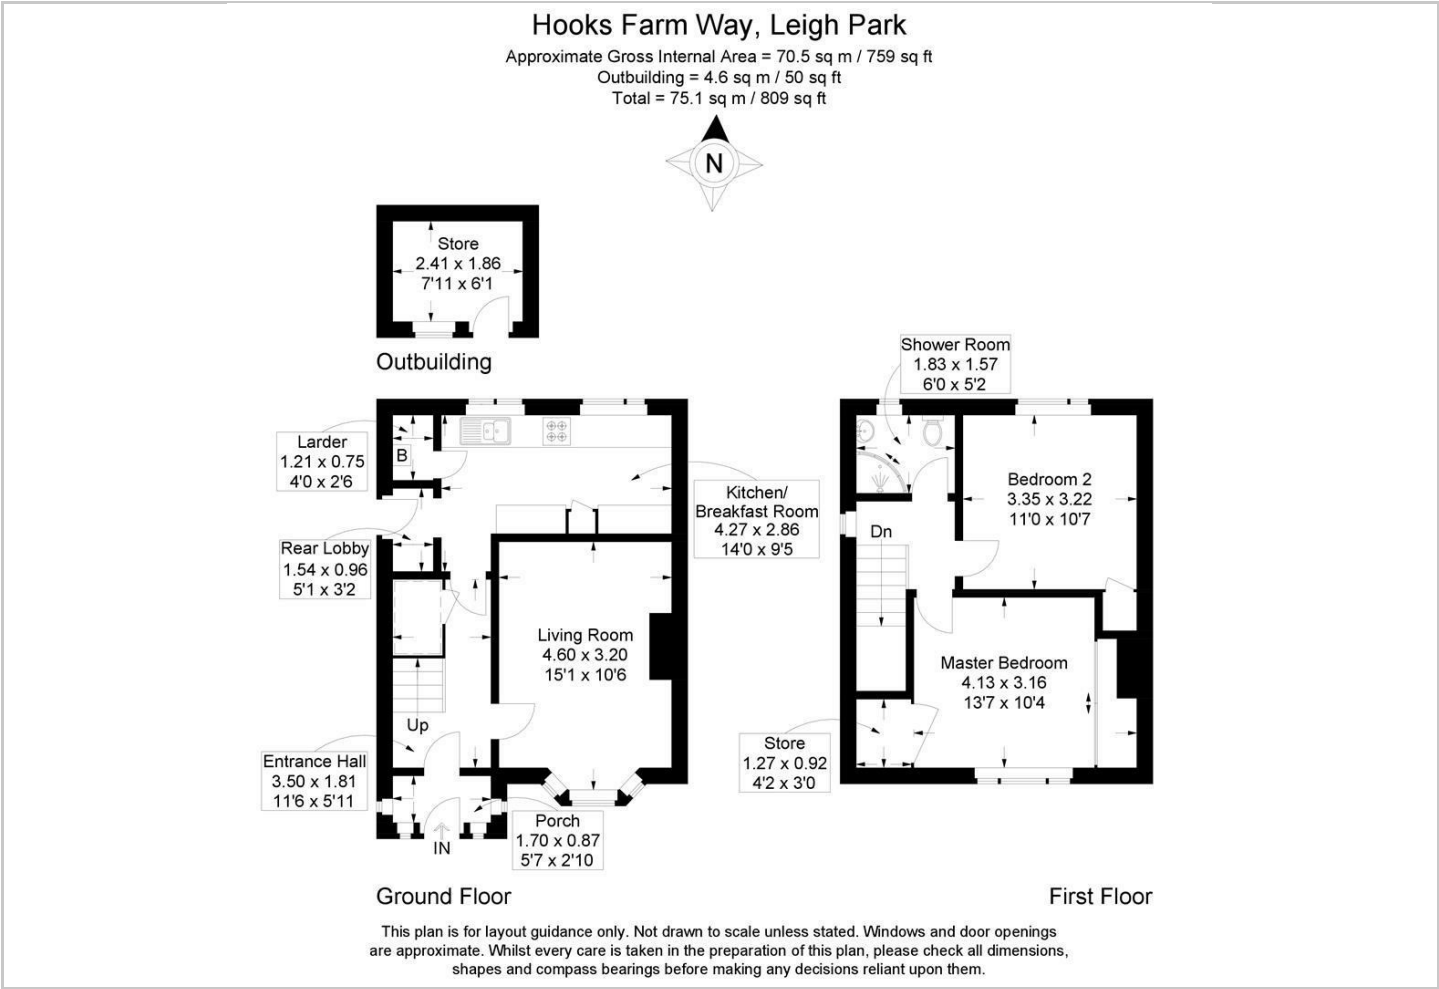 Hooks Farm Way, Leigh Park
Approximate Gross Internal Area = 70.5 sq m / 759 sq ft
Outbuilding = 4.6 sq m / 50 sq ft
Total = 75.1 sq m / 809 sq ft
N
Store
2.41 x 1.86
7'11 x 6'1
Outbuilding
Larder
1.21 x 0.75
4'0 x 2'6
B
Kitchen/
Breakfast Room
4.27 x 2.86
14'0 x 9'5
Rear Lobby
1.54 x 0.96
5'1 x 3'2
Living Room
4.60 x 3.20
15'1 x 10'6
Up
Entrance Hall
3.50 x 1.81
11'6 x 5'11
Porch
1.70 x 0.87
5'7 x 2'10
IN
Ground Floor
Shower Room
1.83 x 1.57
6'0 x 5'2
Bedroom 2
3.35 x 3.22
11'0 x 10'7
Dn
Master Bedroom
4.13 x 3.16
13'7 x 10'4
Store
1.27 x 0.92
4'2 x 3'0
First Floor
This plan is for layout guidance only. Not drawn to scale unless stated. Windows and door openings
are approximate. Whilst every care is taken in the preparation of this plan, please check all dimensions,
shapes and compass bearings before making any decisions reliant upon them.